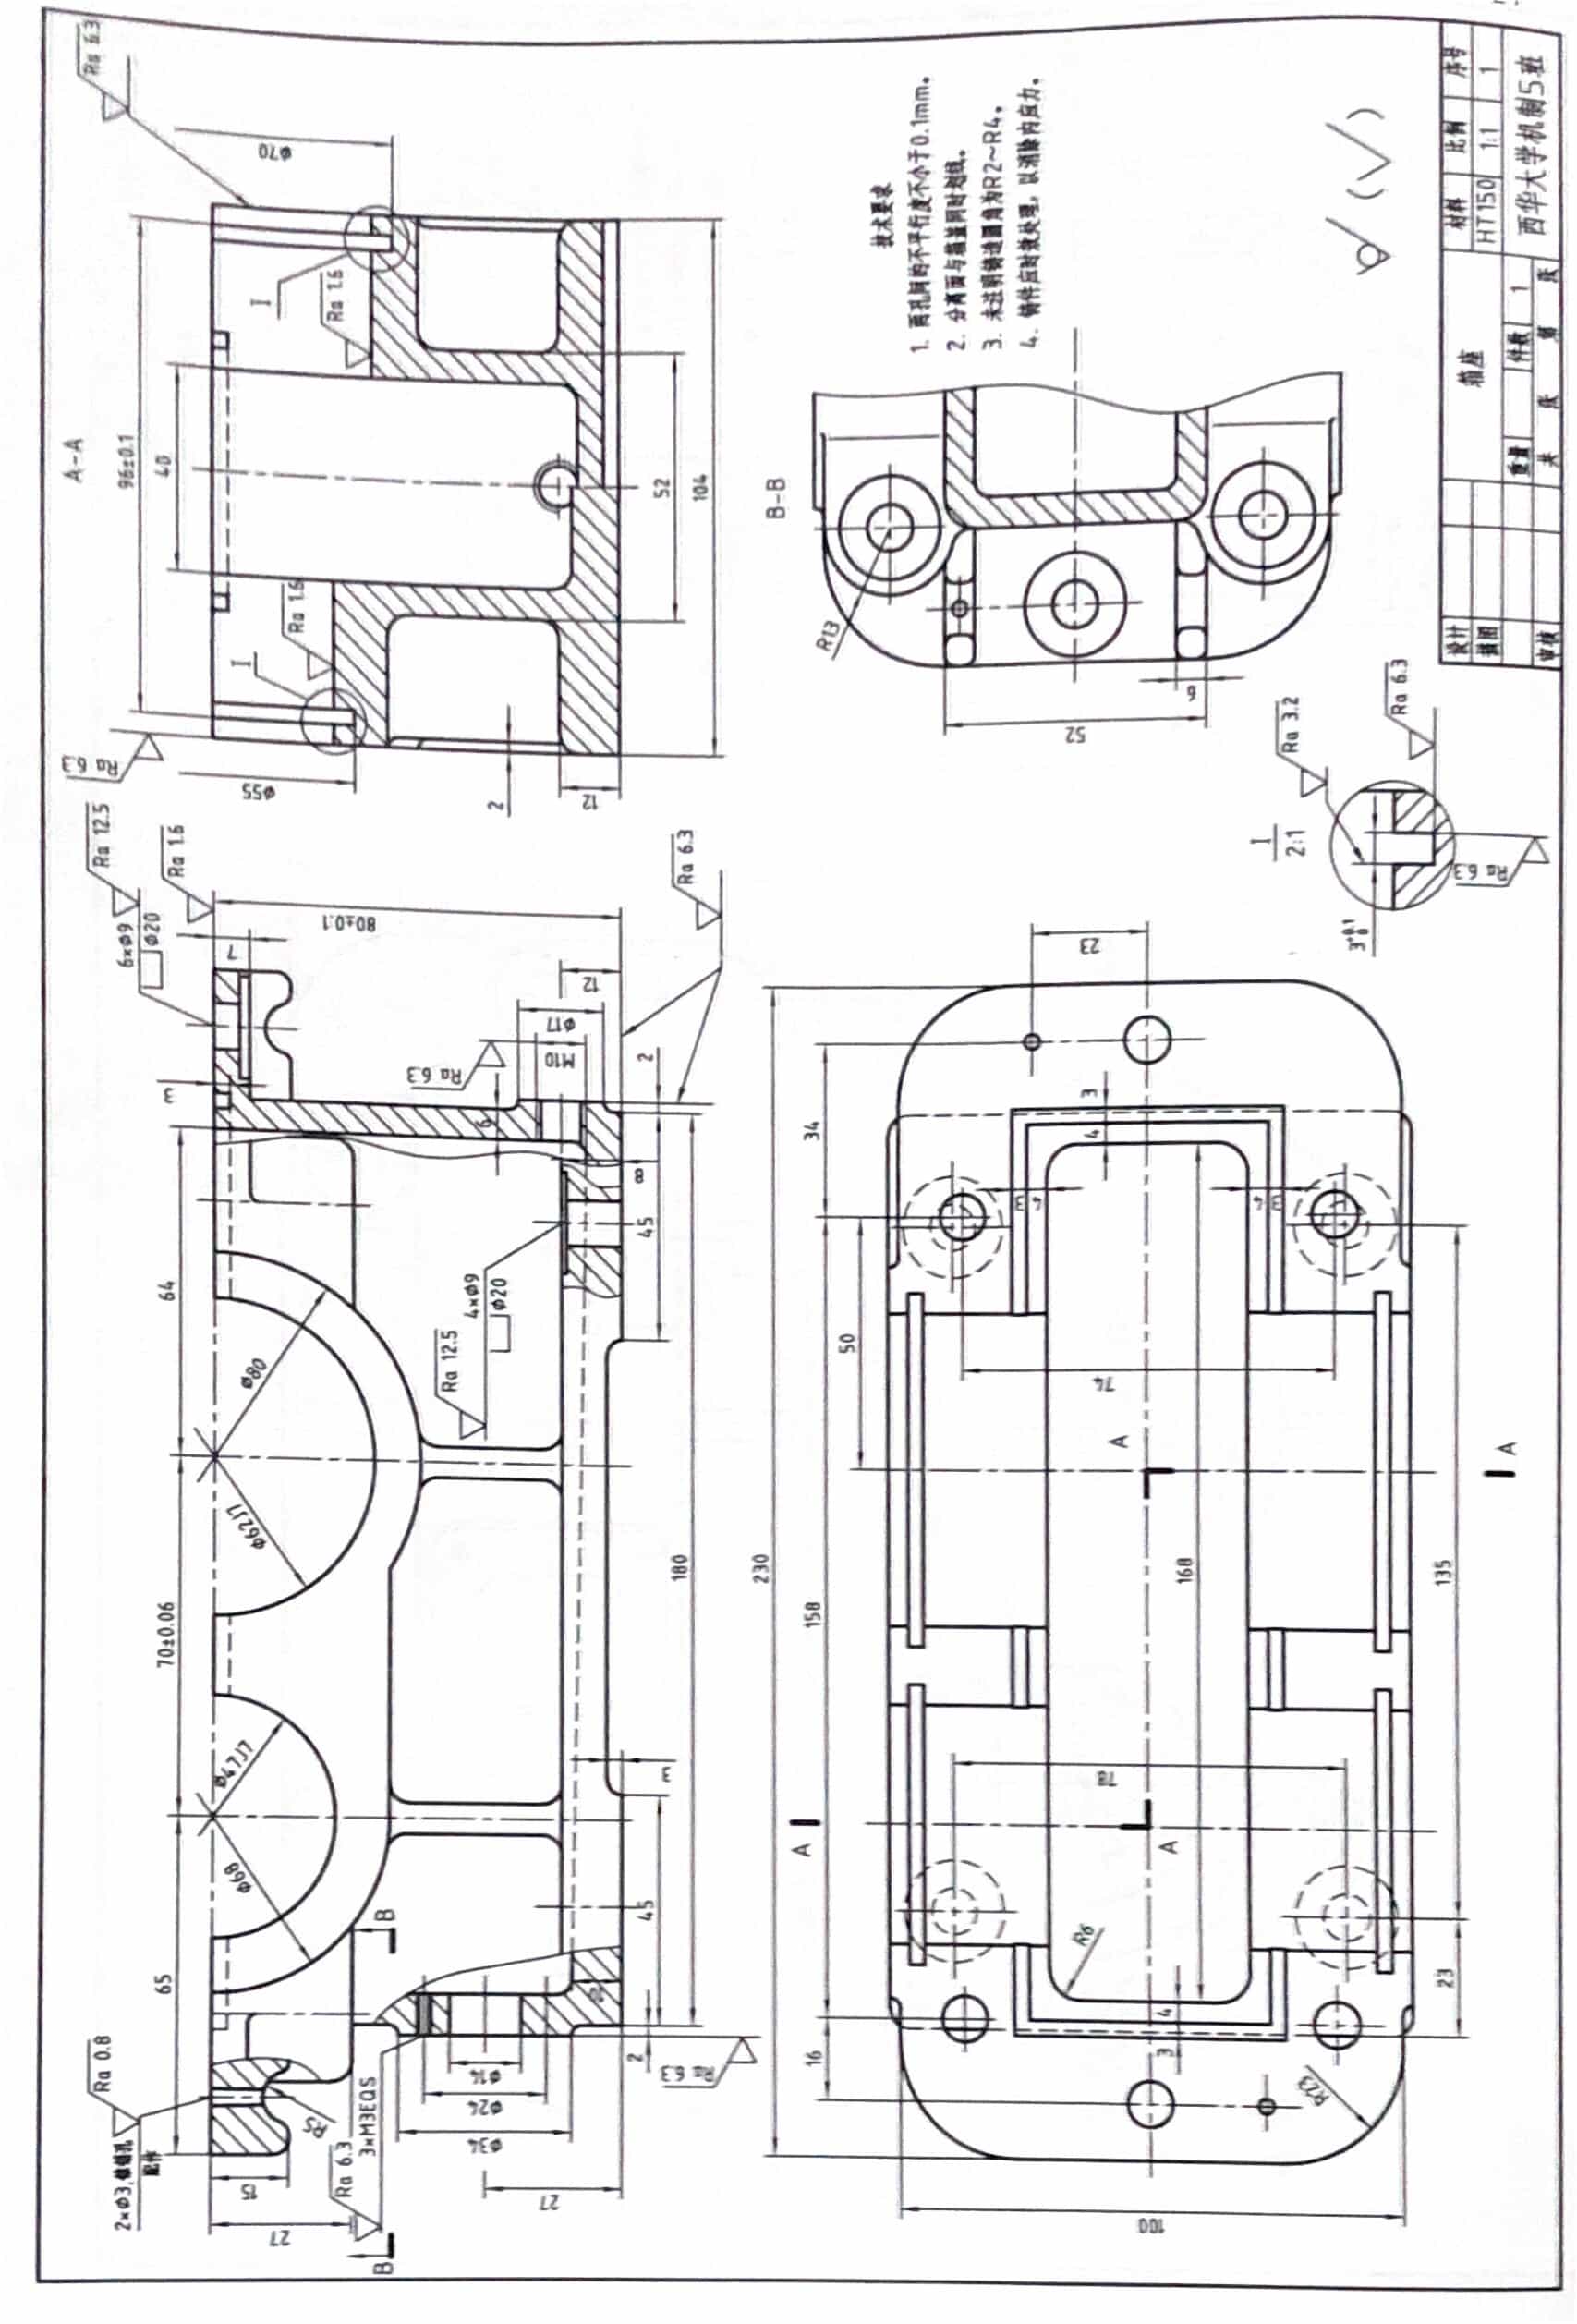 A-A
Ra 6.3
φ70
96±0.1
40
I
Ra 1.6
I
Ra 1.6
Ra 6.3
φ55
2
12
52
104
技术要求
1. 两孔间的不平行度不小于0.1mm。
2. 分离面与箱盖同时划线。
3. 未注明铸造圆角为R2~R4。
4. 铸件应时效处理，以消除内应力。
B-B
R13
52
6
I
2:1
Ra 3.2
Ra 6.3
Ra 6.3
3+0.1 0
Ra 12.5
6×φ9
φ20
Ra 1.6
7
80±0.1
12
φ17
M10
Ra 6.3
Ra 6.3
2
3
6
8
45
64
φ80
φ62J7
Ra 12.5
4×φ9
φ20
70±0.06
φ47J7
φ68
65
180
3
45
B
B
10
2
Ra 6.3
φ14
φ24
φ34
27
3×M3EQS
Ra 6.3
R5
Ra 0.8
2×φ3,锥销孔
配作
15
27
230
34
50
158
16
23
3
4
3
4
4
3
74
A
A
168
135
78
A
A
R6
4
3
23
R23
100
箱座
材料
比例
序号
HT150
1:1
1
重量
件数
1
共
张
第
张
设计
描图
审核
西华大学机制5班